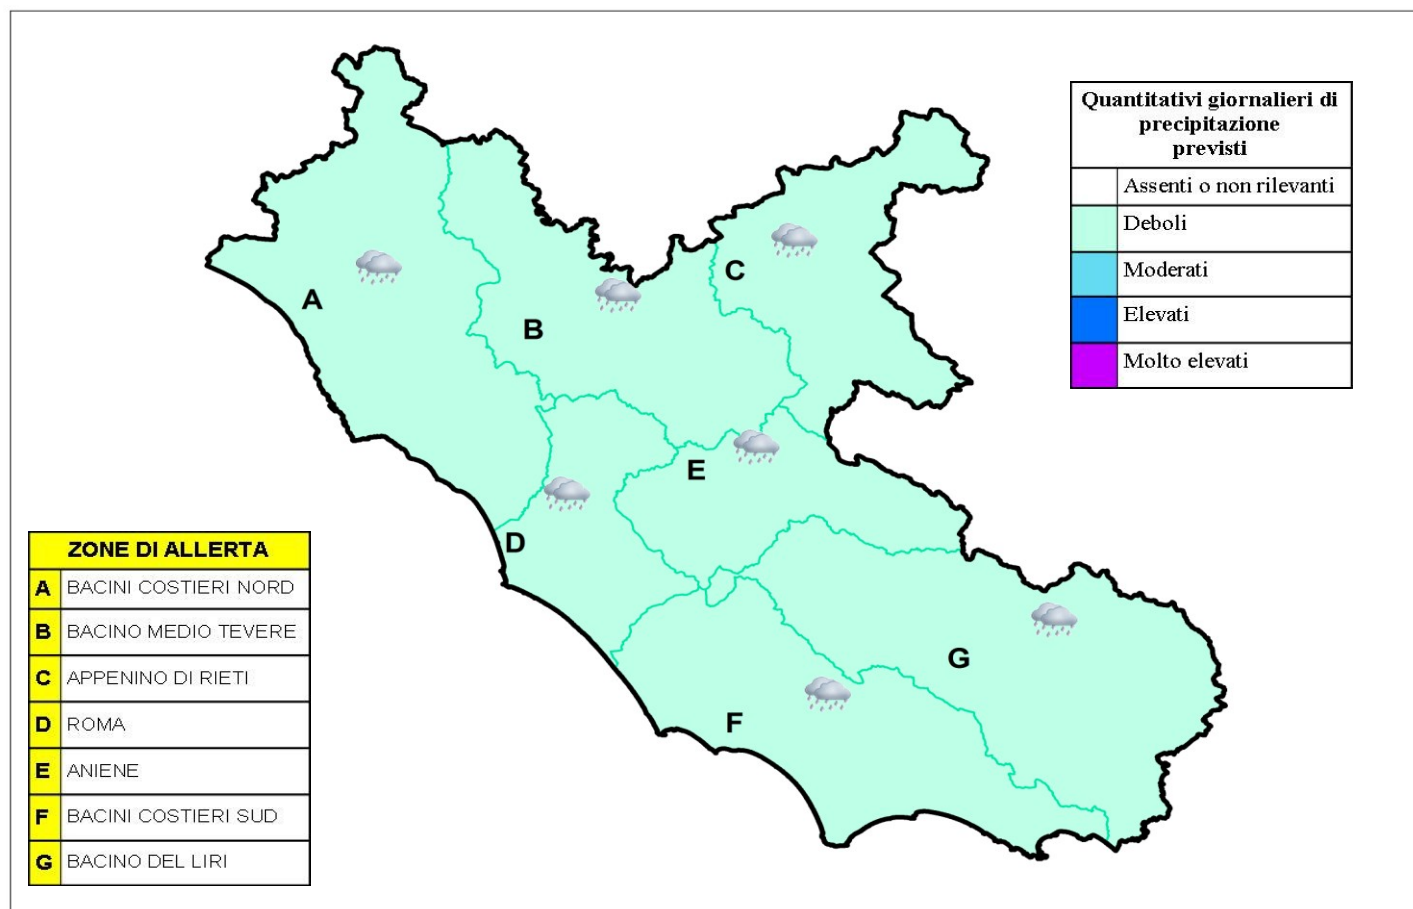 Quantitativi giornalieri di
precipitazione
previsti
Assenti o non rilevanti
Deboli
Moderati
Elevati
Molto elevati
A
B
C
E
D
G
F
ZONE DI ALLERTA
A BACINI COSTIERI NORD
B BACINO MEDIO TEVERE
C APPENINO DI RIETI
D ROMA
E ANIENE
F BACINI COSTIERI SUD
G BACINO DEL LIRI